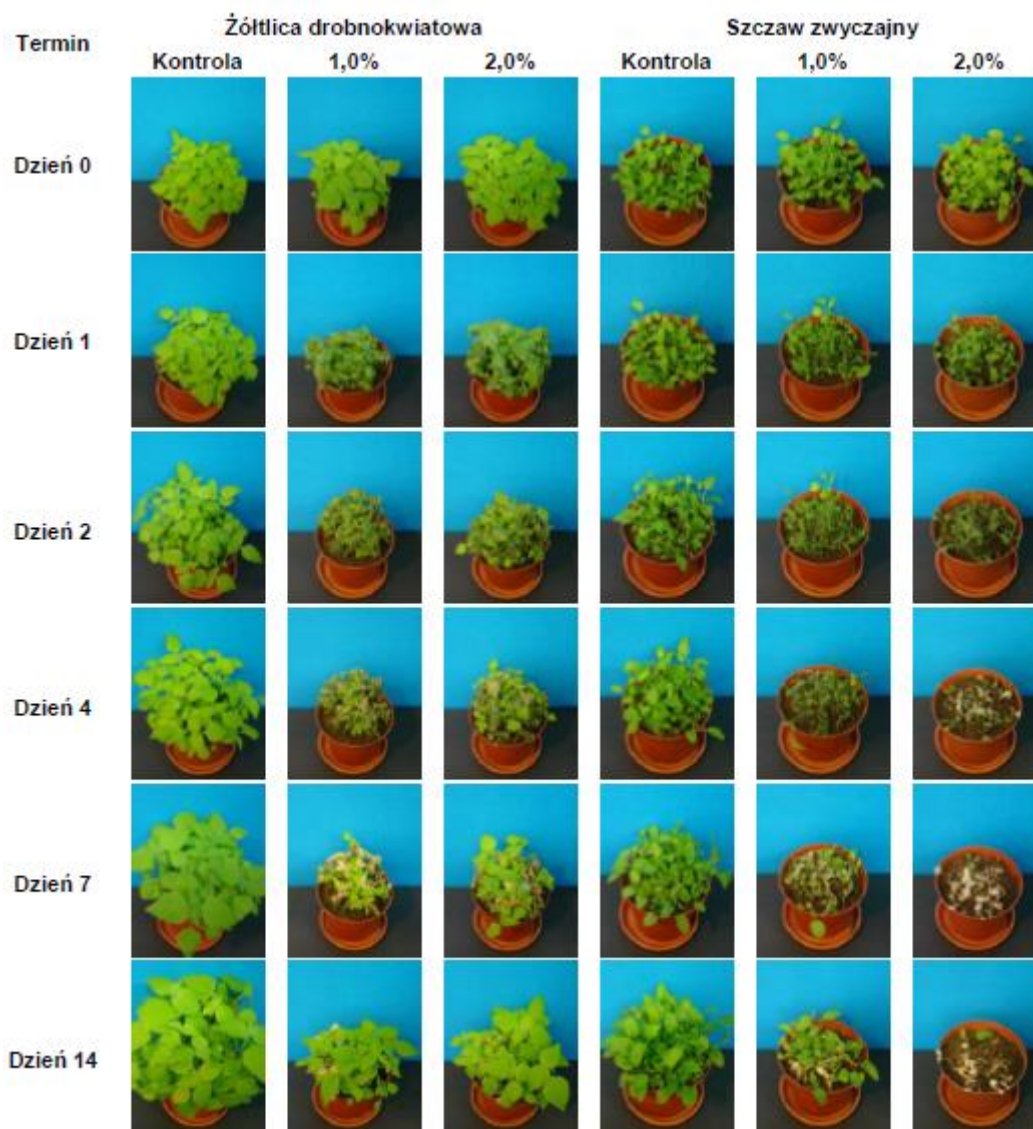 Żółtlica drobnokwiatowa Szczaw zwyczajny
Termin
Kontrola 1,0% 2,0% Kontrola 1,0% 2,0%
Dzień 0
Dzień 1
Dzień 2
Dzień 4
Dzień 7
Dzień 14